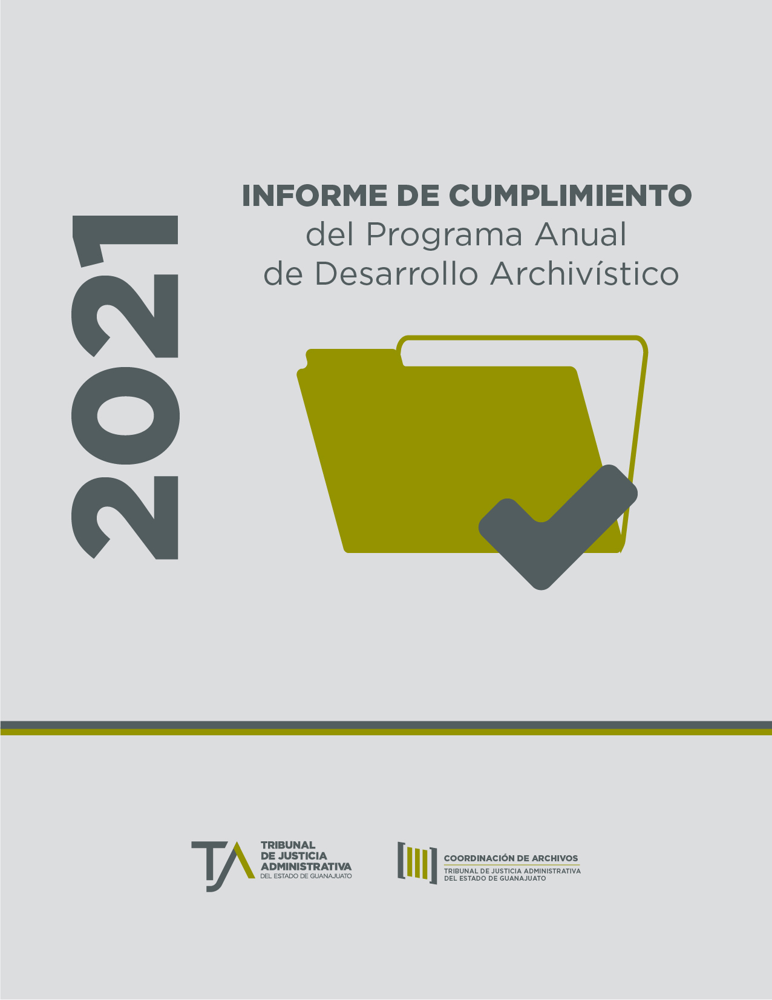 2021
INFORME DE CUMPLIMIENTO
del Programa Anual
de Desarrollo Archivístico
TJA
TRIBUNAL
DE JUSTICIA
ADMINISTRATIVA
DEL ESTADO DE GUANAJUATO
COORDINACIÓN DE ARCHIVOS
TRIBUNAL DE JUSTICIA ADMINISTRATIVA
DEL ESTADO DE GUANAJUATO